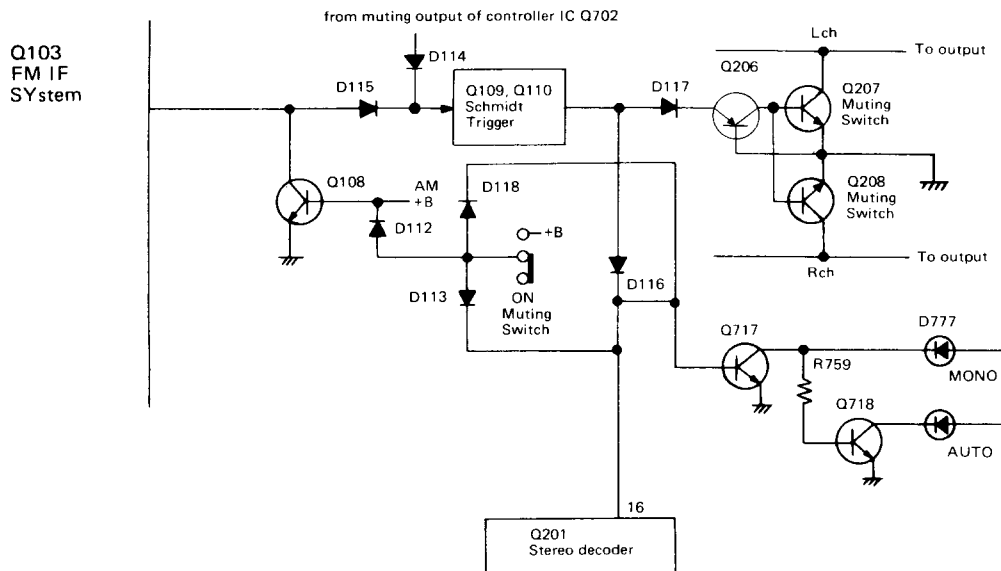 from muting output of controller IC Q702
Q103
FM IF
SYstem
D114
D115
Q109, Q110
Schmidt
Trigger
D117
Q206
Lch
To output
Q207
Muting
Switch
Q108
AM
+B
D112
D118
+B
D113
ON
Muting
Switch
D116
Q208
Muting
Switch
To output
Rch
Q717
R759
D777
MONO
Q718
AUTO
16
Q201
Stereo decoder